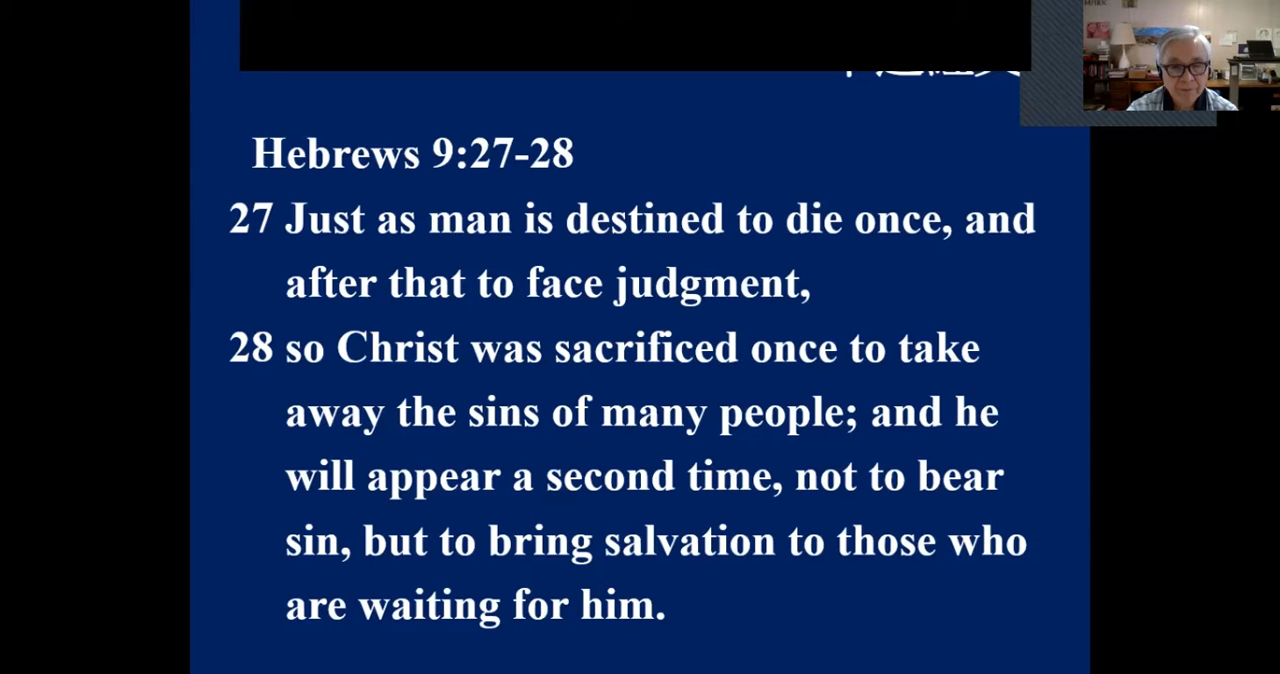 Hebrews 9:27-28
27 Just as man is destined to die once, and
after that to face judgment,
28 so Christ was sacrificed once to take
away the sins of many people; and he
will appear a second time, not to bear
sin, but to bring salvation to those who
are waiting for him.